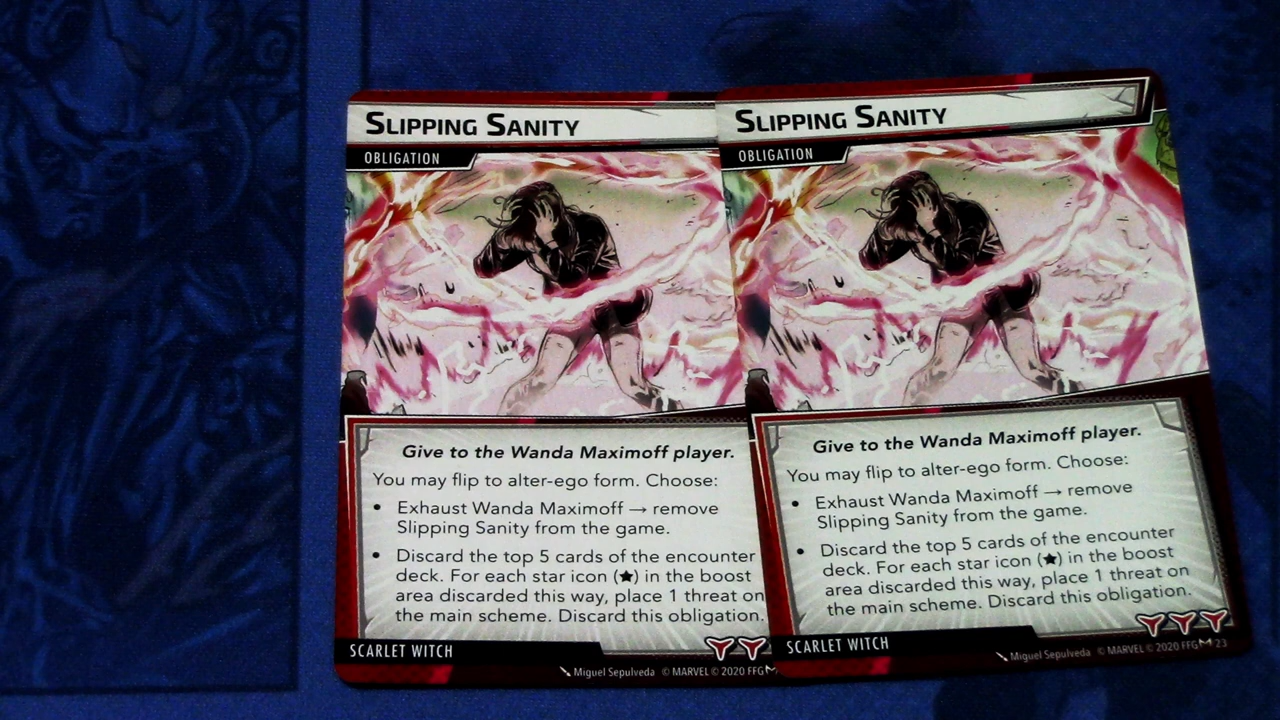 SLIPPING SANITY
OBLIGATION
Give to the Wanda Maximoff player.
You may flip to alter-ego form. Choose:
• Exhaust Wanda Maximoff → remove
Slipping Sanity from the game.
• Discard the top 5 cards of the encounter
deck. For each star icon (★) in the boost
area discarded this way, place 1 threat on
the main scheme. Discard this obligation.
SCARLET WITCH
Miguel Sepulveda © MARVEL © 2020 FFG
SLIPPING SANITY
OBLIGATION
Give to the Wanda Maximoff player.
You may flip to alter-ego form. Choose:
• Exhaust Wanda Maximoff → remove
Slipping Sanity from the game.
• Discard the top 5 cards of the encounter
deck. For each star icon (★) in the boost
area discarded this way, place 1 threat on
the main scheme. Discard this obligation.
SCARLET WITCH
Miguel Sepulveda © MARVEL © 2020 FFG 23